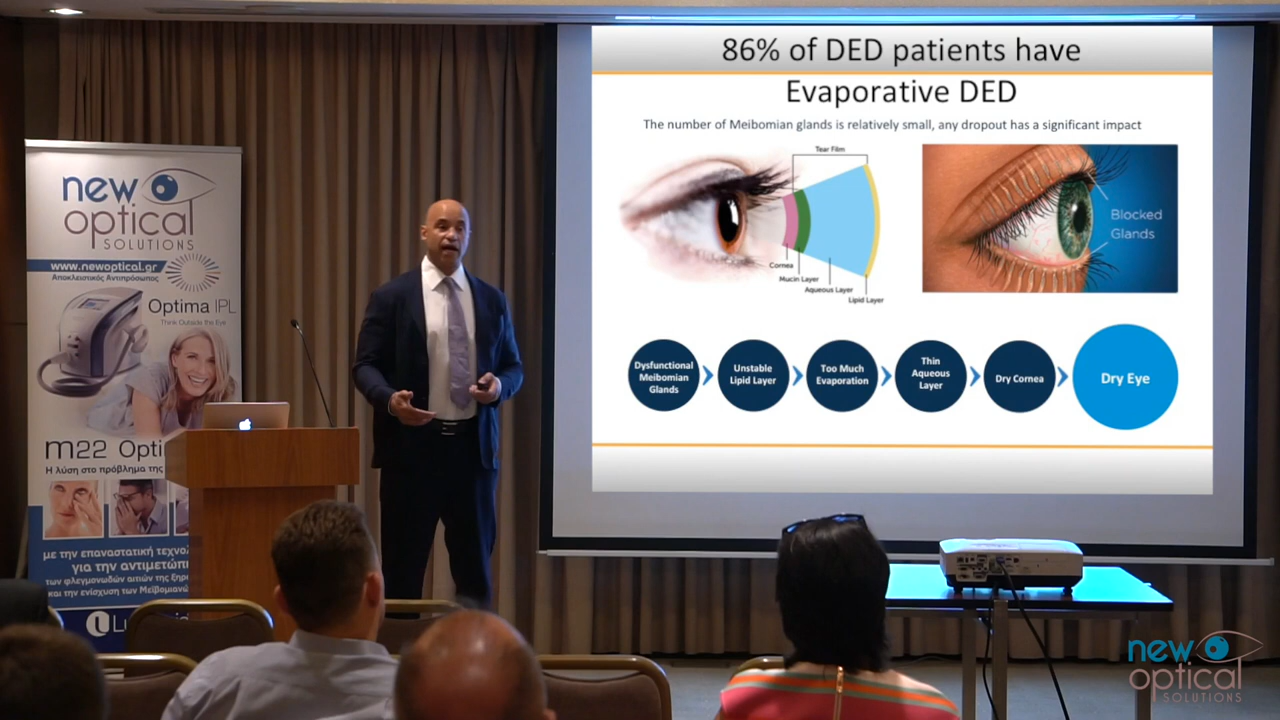 86% of DED patients have
Evaporative DED
The number of Meibomian glands is relatively small, any dropout has a significant impact
Tear Film
Cornea
Mucin Layer
Aqueous Layer
Lipid Layer
Blocked
Glands
Dysfunctional
Meibomian
Glands
Unstable
Lipid Layer
Too Much
Evaporation
Thin
Aqueous
Layer
Dry Cornea
Dry Eye
new
optical
SOLUTIONS
www.newoptical.gr
Αποκλειστικός Αντιπρόσωπος
Optima IPL
Think Outside the Eye
m22 Opti
Η λύση στο πρόβλημα της
με την επαναστατική τεχνολ
για την αντιμετώπι
των φλεγμονωδών αιτιών της ξηρ
και την ενίσχυση των Μεϊβομιανώ
new
optical
SOLUTIONS